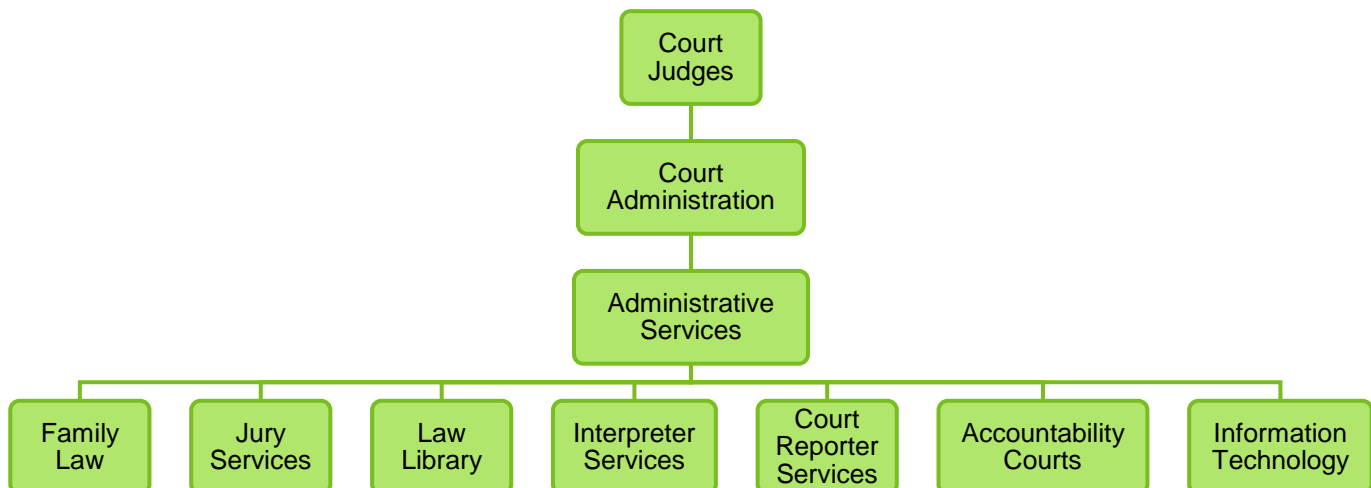 Court
Judges
Court
Administration
Administrative
Services
Family
Law
Jury
Services
Law
Library
Interpreter
Services
Court
Reporter
Services
Accountability
Courts
Information
Technology